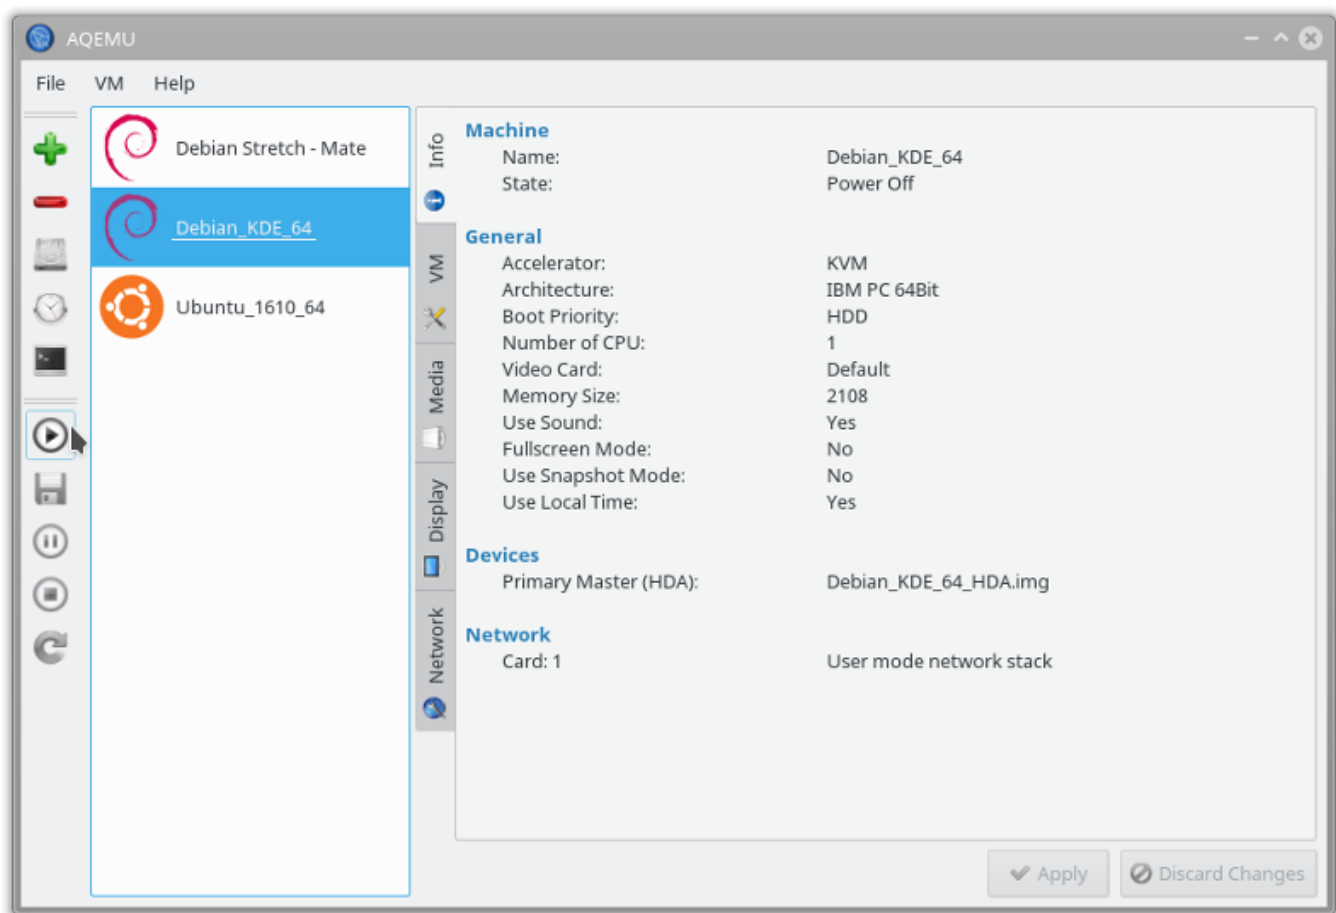 AQEMU
File VM Help
Debian Stretch - Mate
Debian_KDE_64
Ubuntu_1610_64
Info
VM
Media
Display
Network
Machine
Name: Debian_KDE_64
State: Power Off
General
Accelerator: KVM
Architecture: IBM PC 64Bit
Boot Priority: HDD
Number of CPU: 1
Video Card: Default
Memory Size: 2108
Use Sound: Yes
Fullscreen Mode: No
Use Snapshot Mode: No
Use Local Time: Yes
Devices
Primary Master (HDA): Debian_KDE_64_HDA.img
Network
Card: 1 User mode network stack
Apply Discard Changes